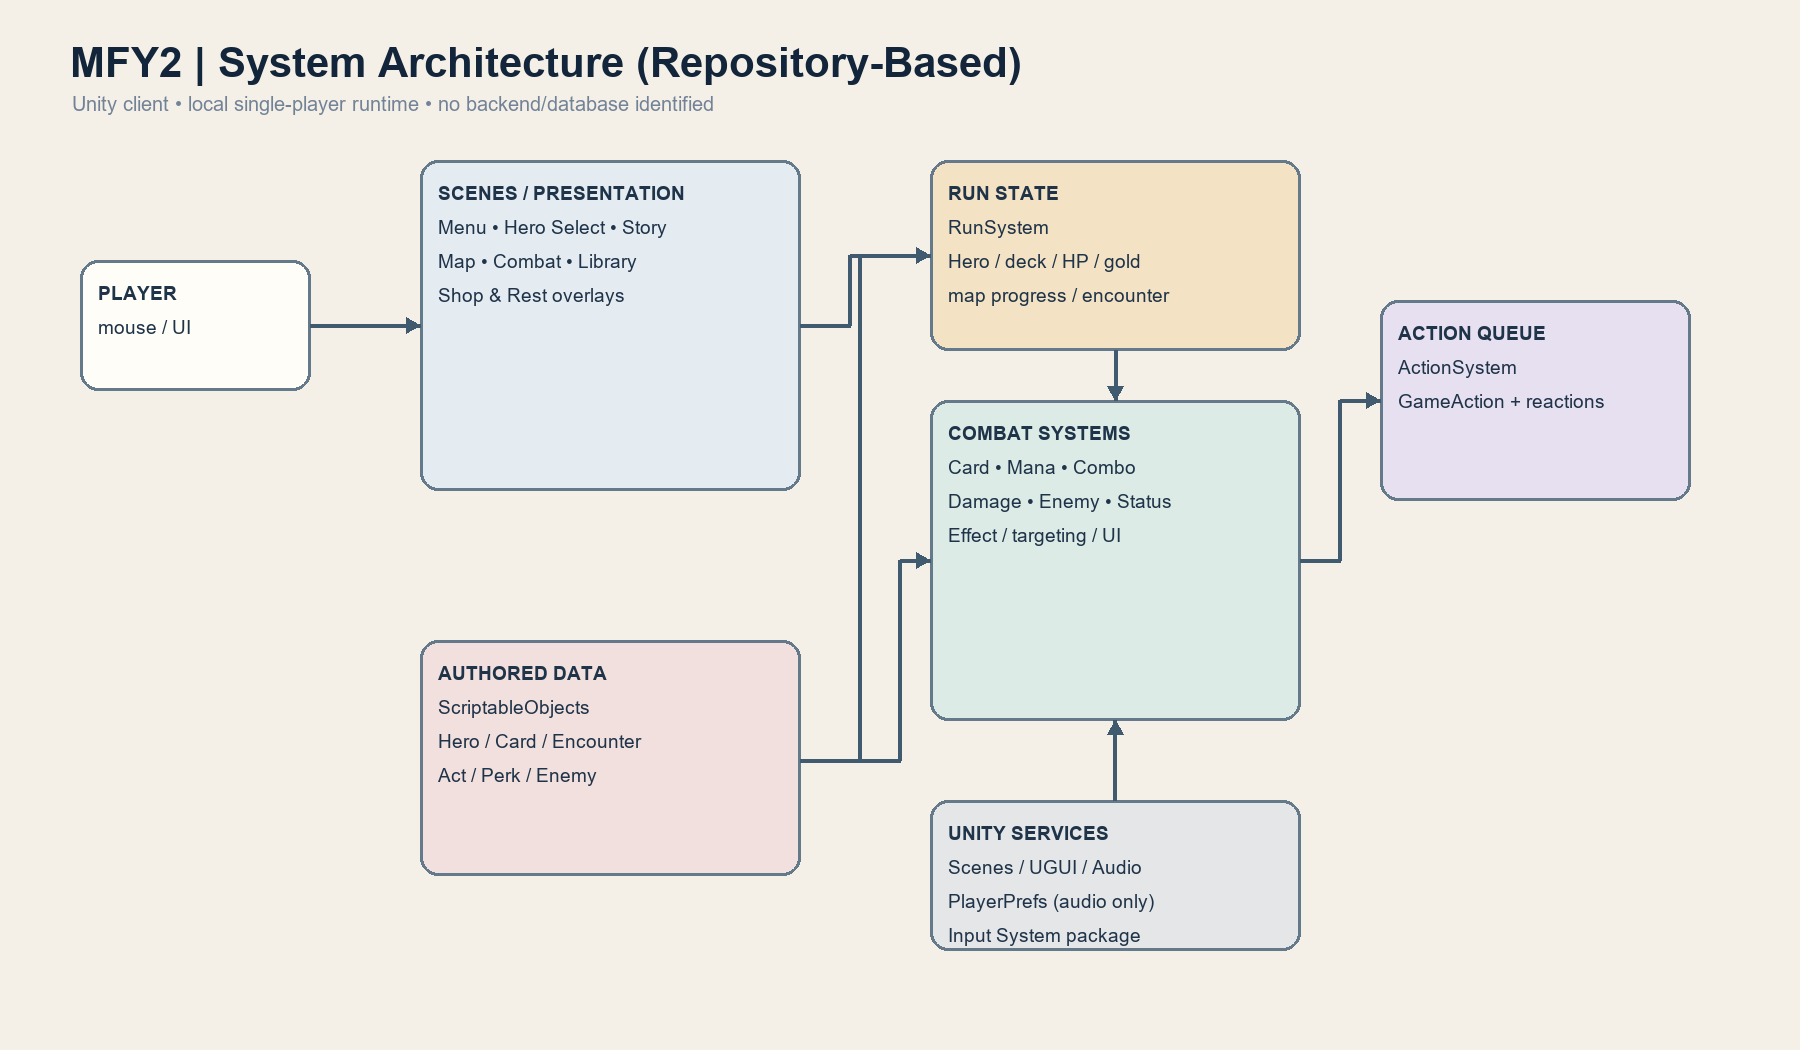 MFY2 | System Architecture (Repository-Based)
Unity client • local single-player runtime • no backend/database identified
PLAYER
mouse / UI
SCENES / PRESENTATION
Menu • Hero Select • Story
Map • Combat • Library
Shop & Rest overlays
RUN STATE
RunSystem
Hero / deck / HP / gold
map progress / encounter
ACTION QUEUE
ActionSystem
GameAction + reactions
COMBAT SYSTEMS
Card • Mana • Combo
Damage • Enemy • Status
Effect / targeting / UI
AUTHORED DATA
ScriptableObjects
Hero / Card / Encounter
Act / Perk / Enemy
UNITY SERVICES
Scenes / UGUI / Audio
PlayerPrefs (audio only)
Input System package